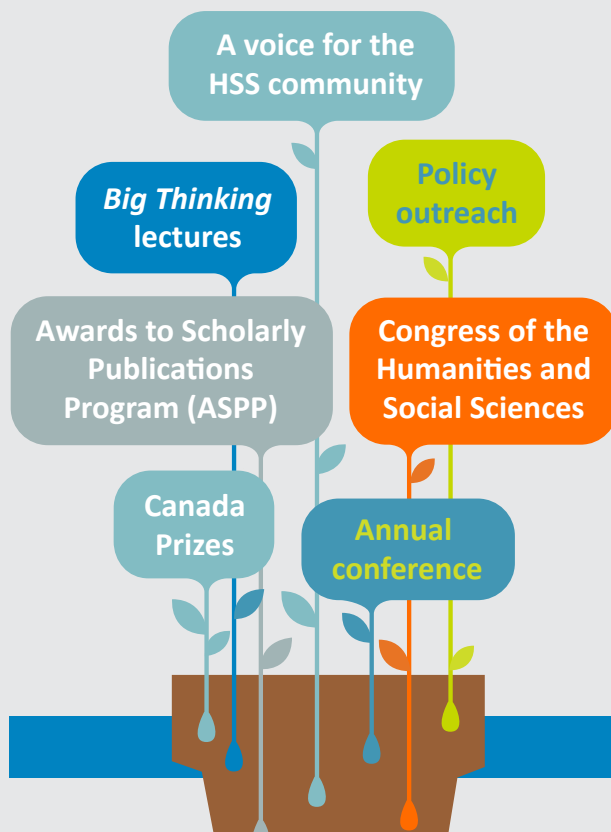 A voice for the
HSS community
Big Thinking
lectures
Policy
outreach
Awards to Scholarly
Publications
Program (ASPP)
Congress of the
Humanities and
Social Sciences
Canada
Prizes
Annual
conference